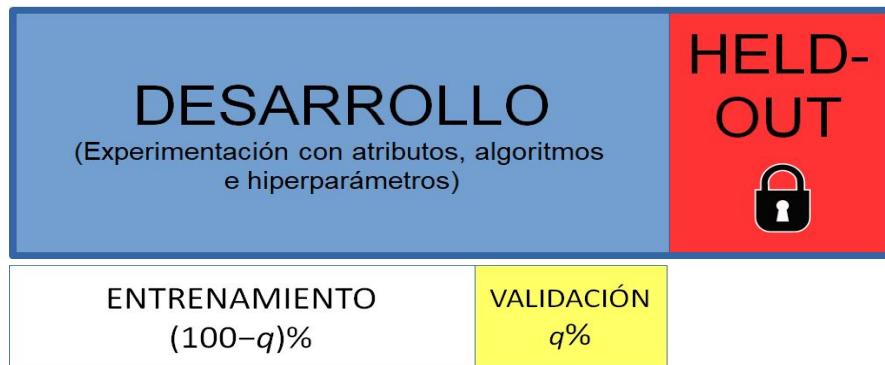 DESARROLLO
(Experimentación con atributos, algoritmos
e hiperparámetros)
HELD-
OUT
ENTRENAMIENTO
(100−q)%
VALIDACIÓN
q%